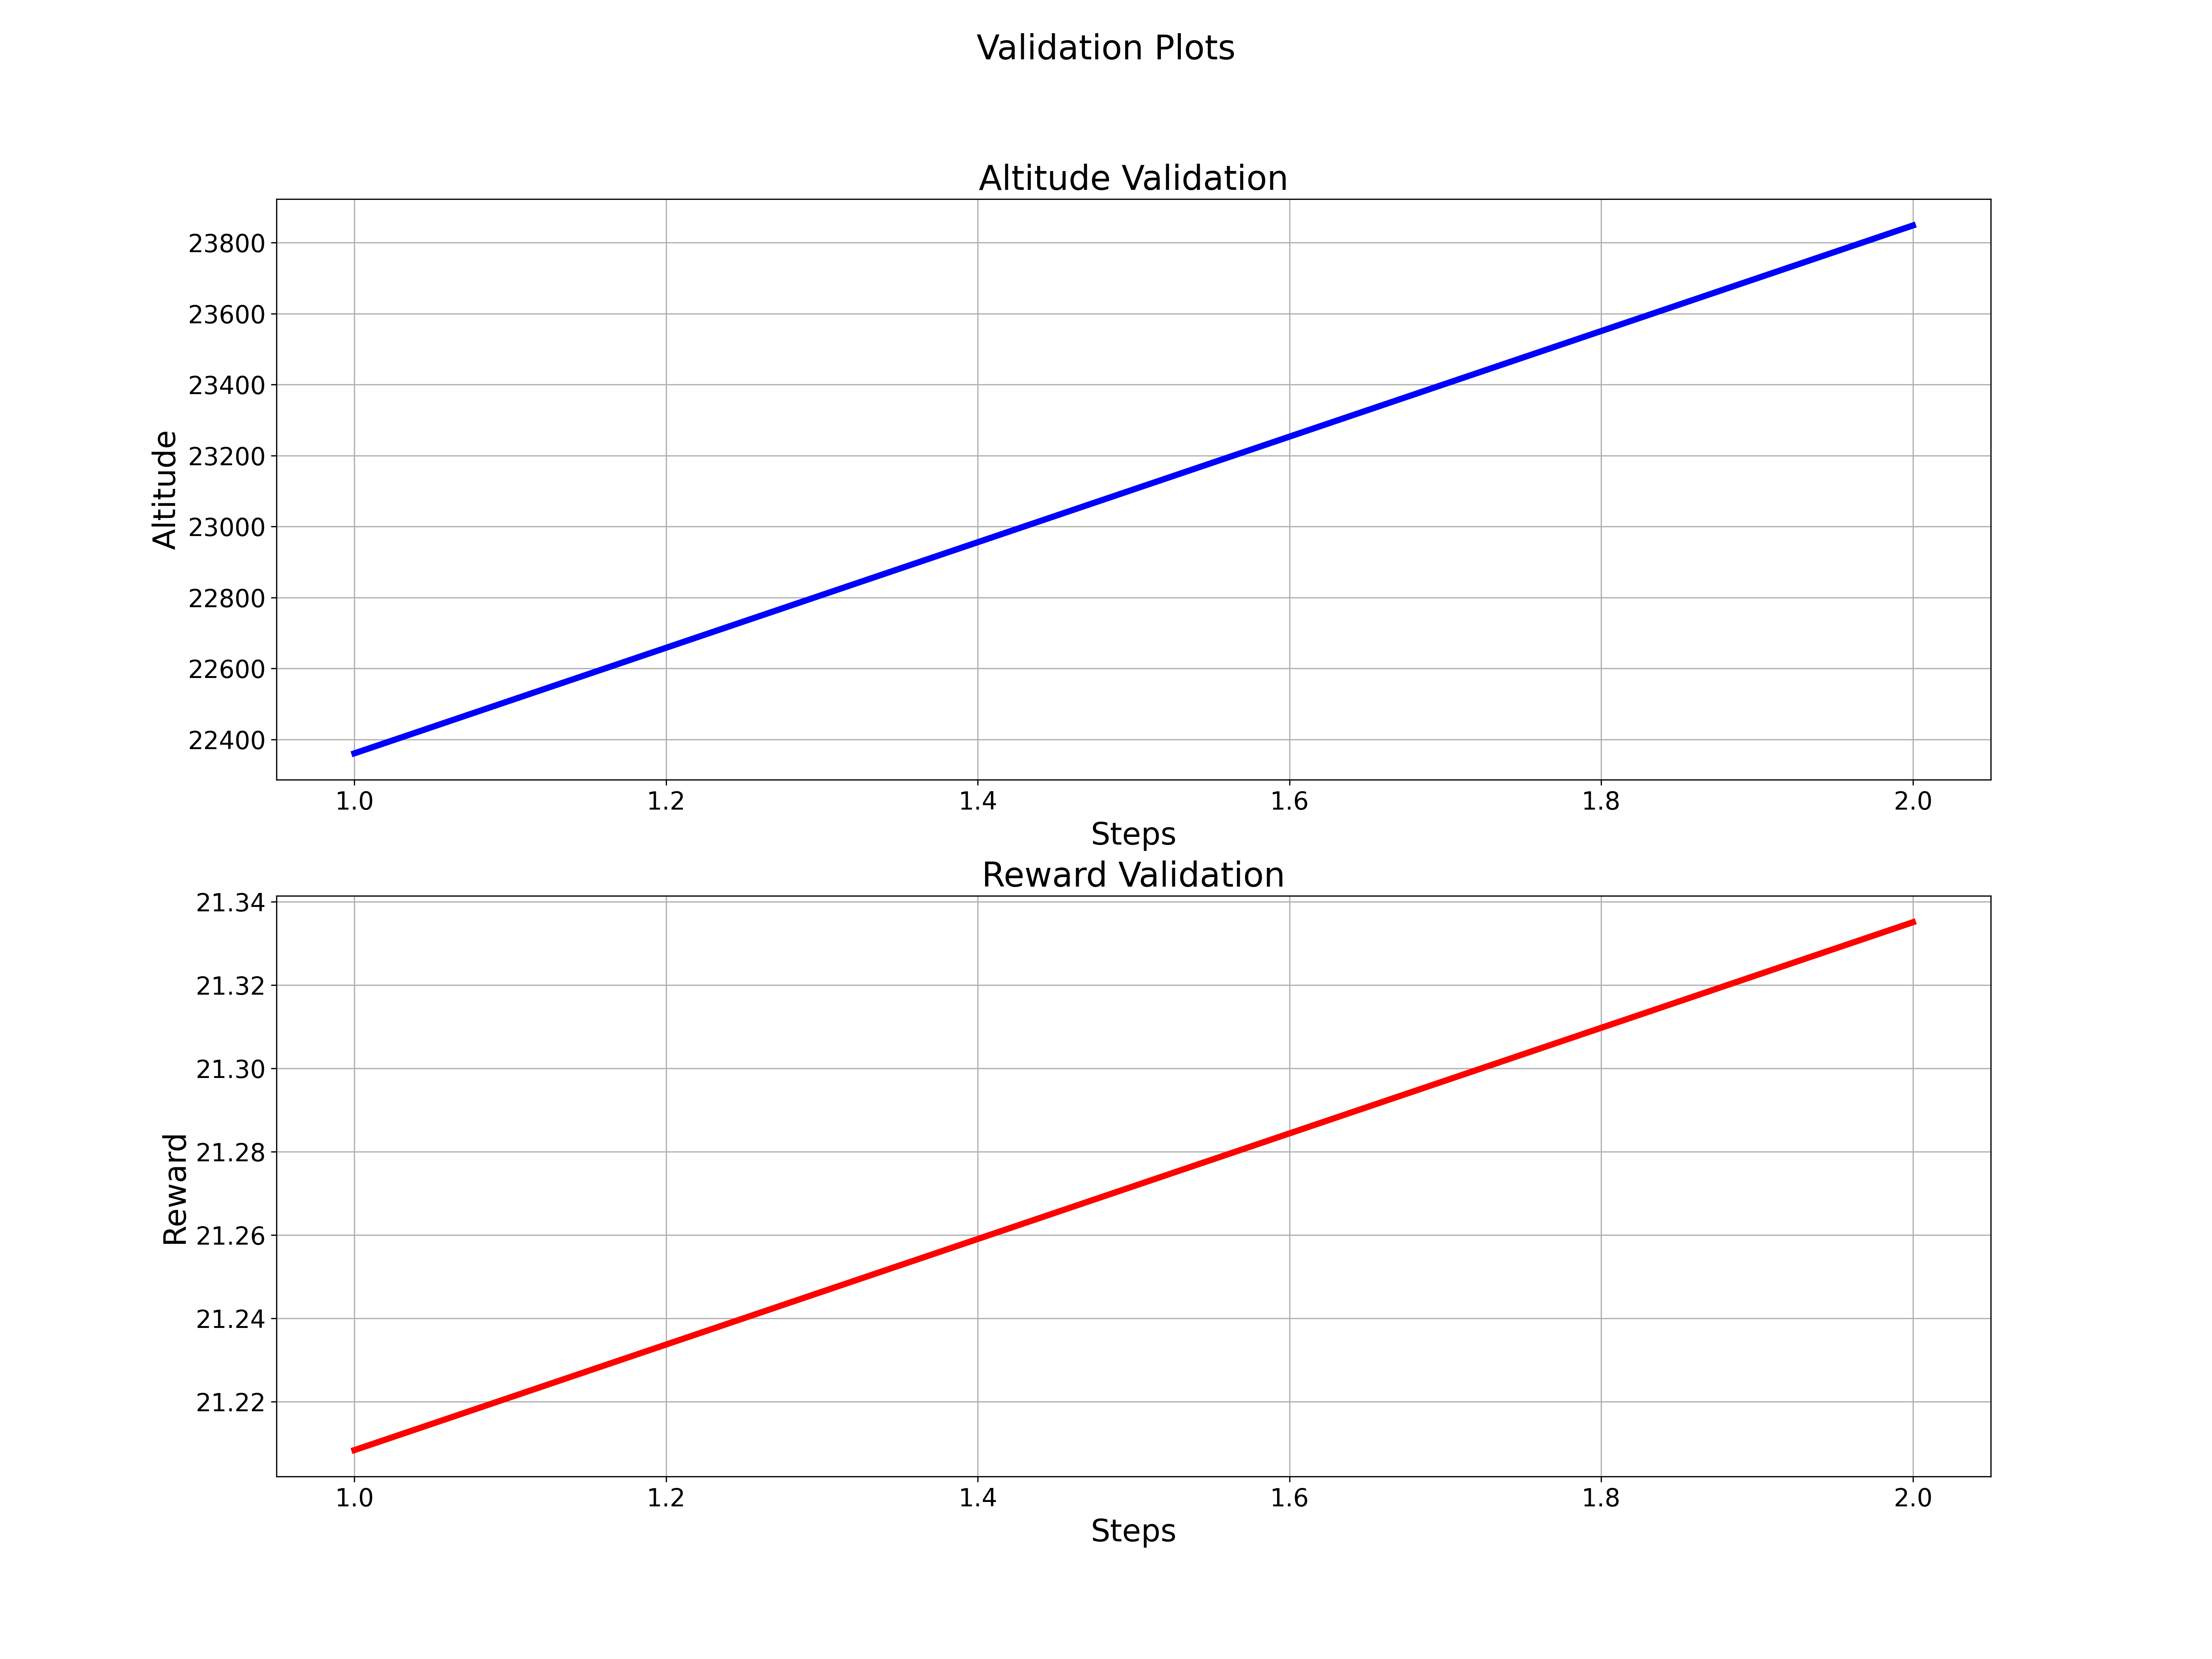 Validation Plots
Altitude Validation
Altitude
23800
23600
23400
23200
23000
22800
22600
22400
1.0 1.2 1.4 1.6 1.8 2.0
Steps
Reward Validation
Reward
21.34
21.32
21.30
21.28
21.26
21.24
21.22
1.0 1.2 1.4 1.6 1.8 2.0
Steps